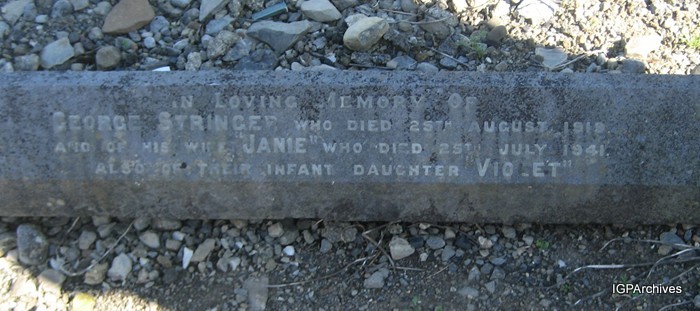 IN LOVING MEMORY OF
GEORGE STRINGER WHO DIED 25TH AUGUST 1918
AND OF HIS WIFE "JANIE" WHO DIED 25TH JULY 1941.
ALSO OF THEIR INFANT DAUGHTER VIOLET"
IGPArchives